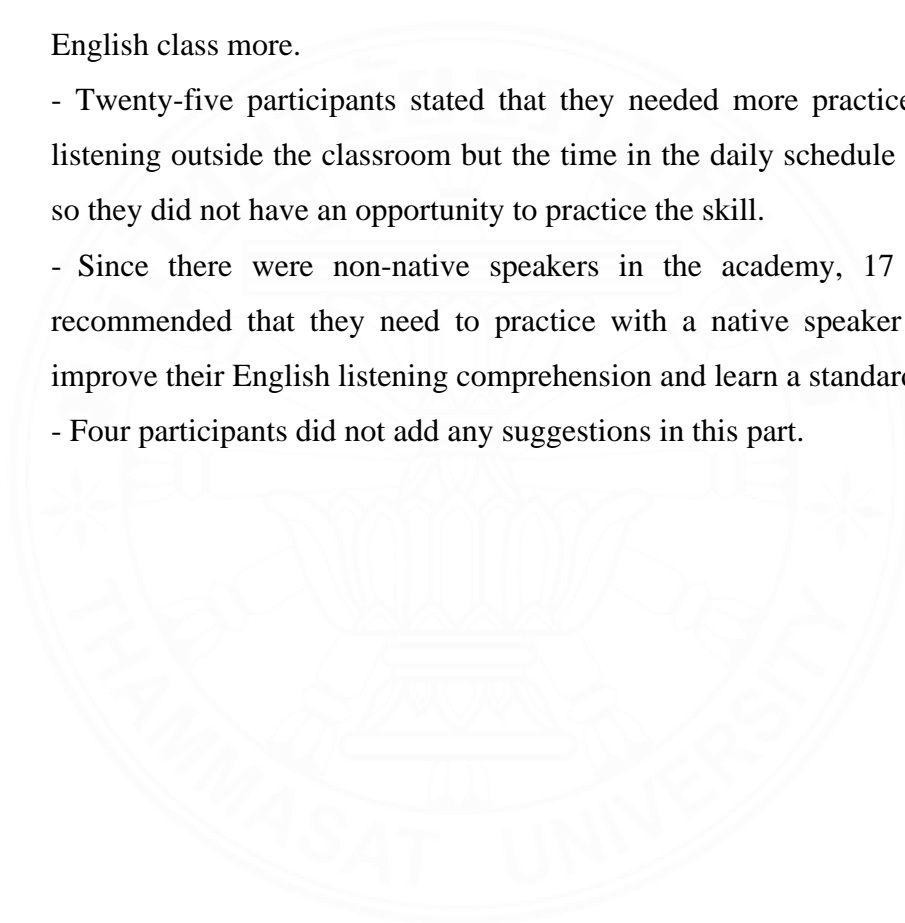 English class more.
- Twenty-five participants stated that they needed more practice
listening outside the classroom but the time in the daily schedule
so they did not have an opportunity to practice the skill.
- Since there were non-native speakers in the academy, 17
recommended that they need to practice with a native speaker
improve their English listening comprehension and learn a standard
- Four participants did not add any suggestions in this part.
THAMMASAT UNIVERSITY